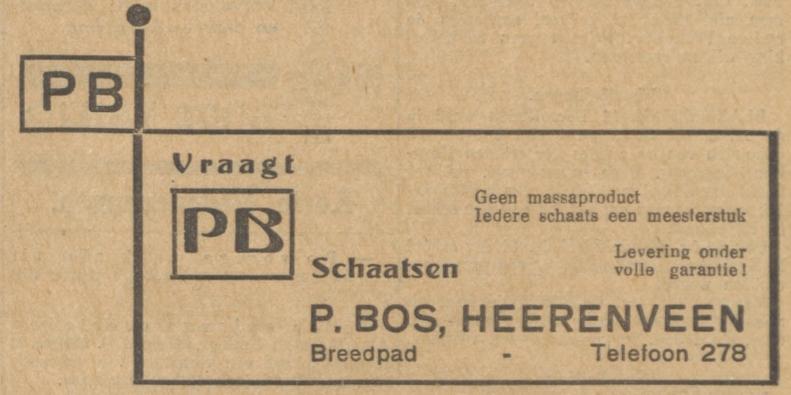 PB
Vraagt
PB
Schaatsen
Geen massaproduct
Iedere schaats een meesterstuk
Levering onder
volle garantie!
P. BOS, HEERENVEEN
Breedpad - Telefoon 278